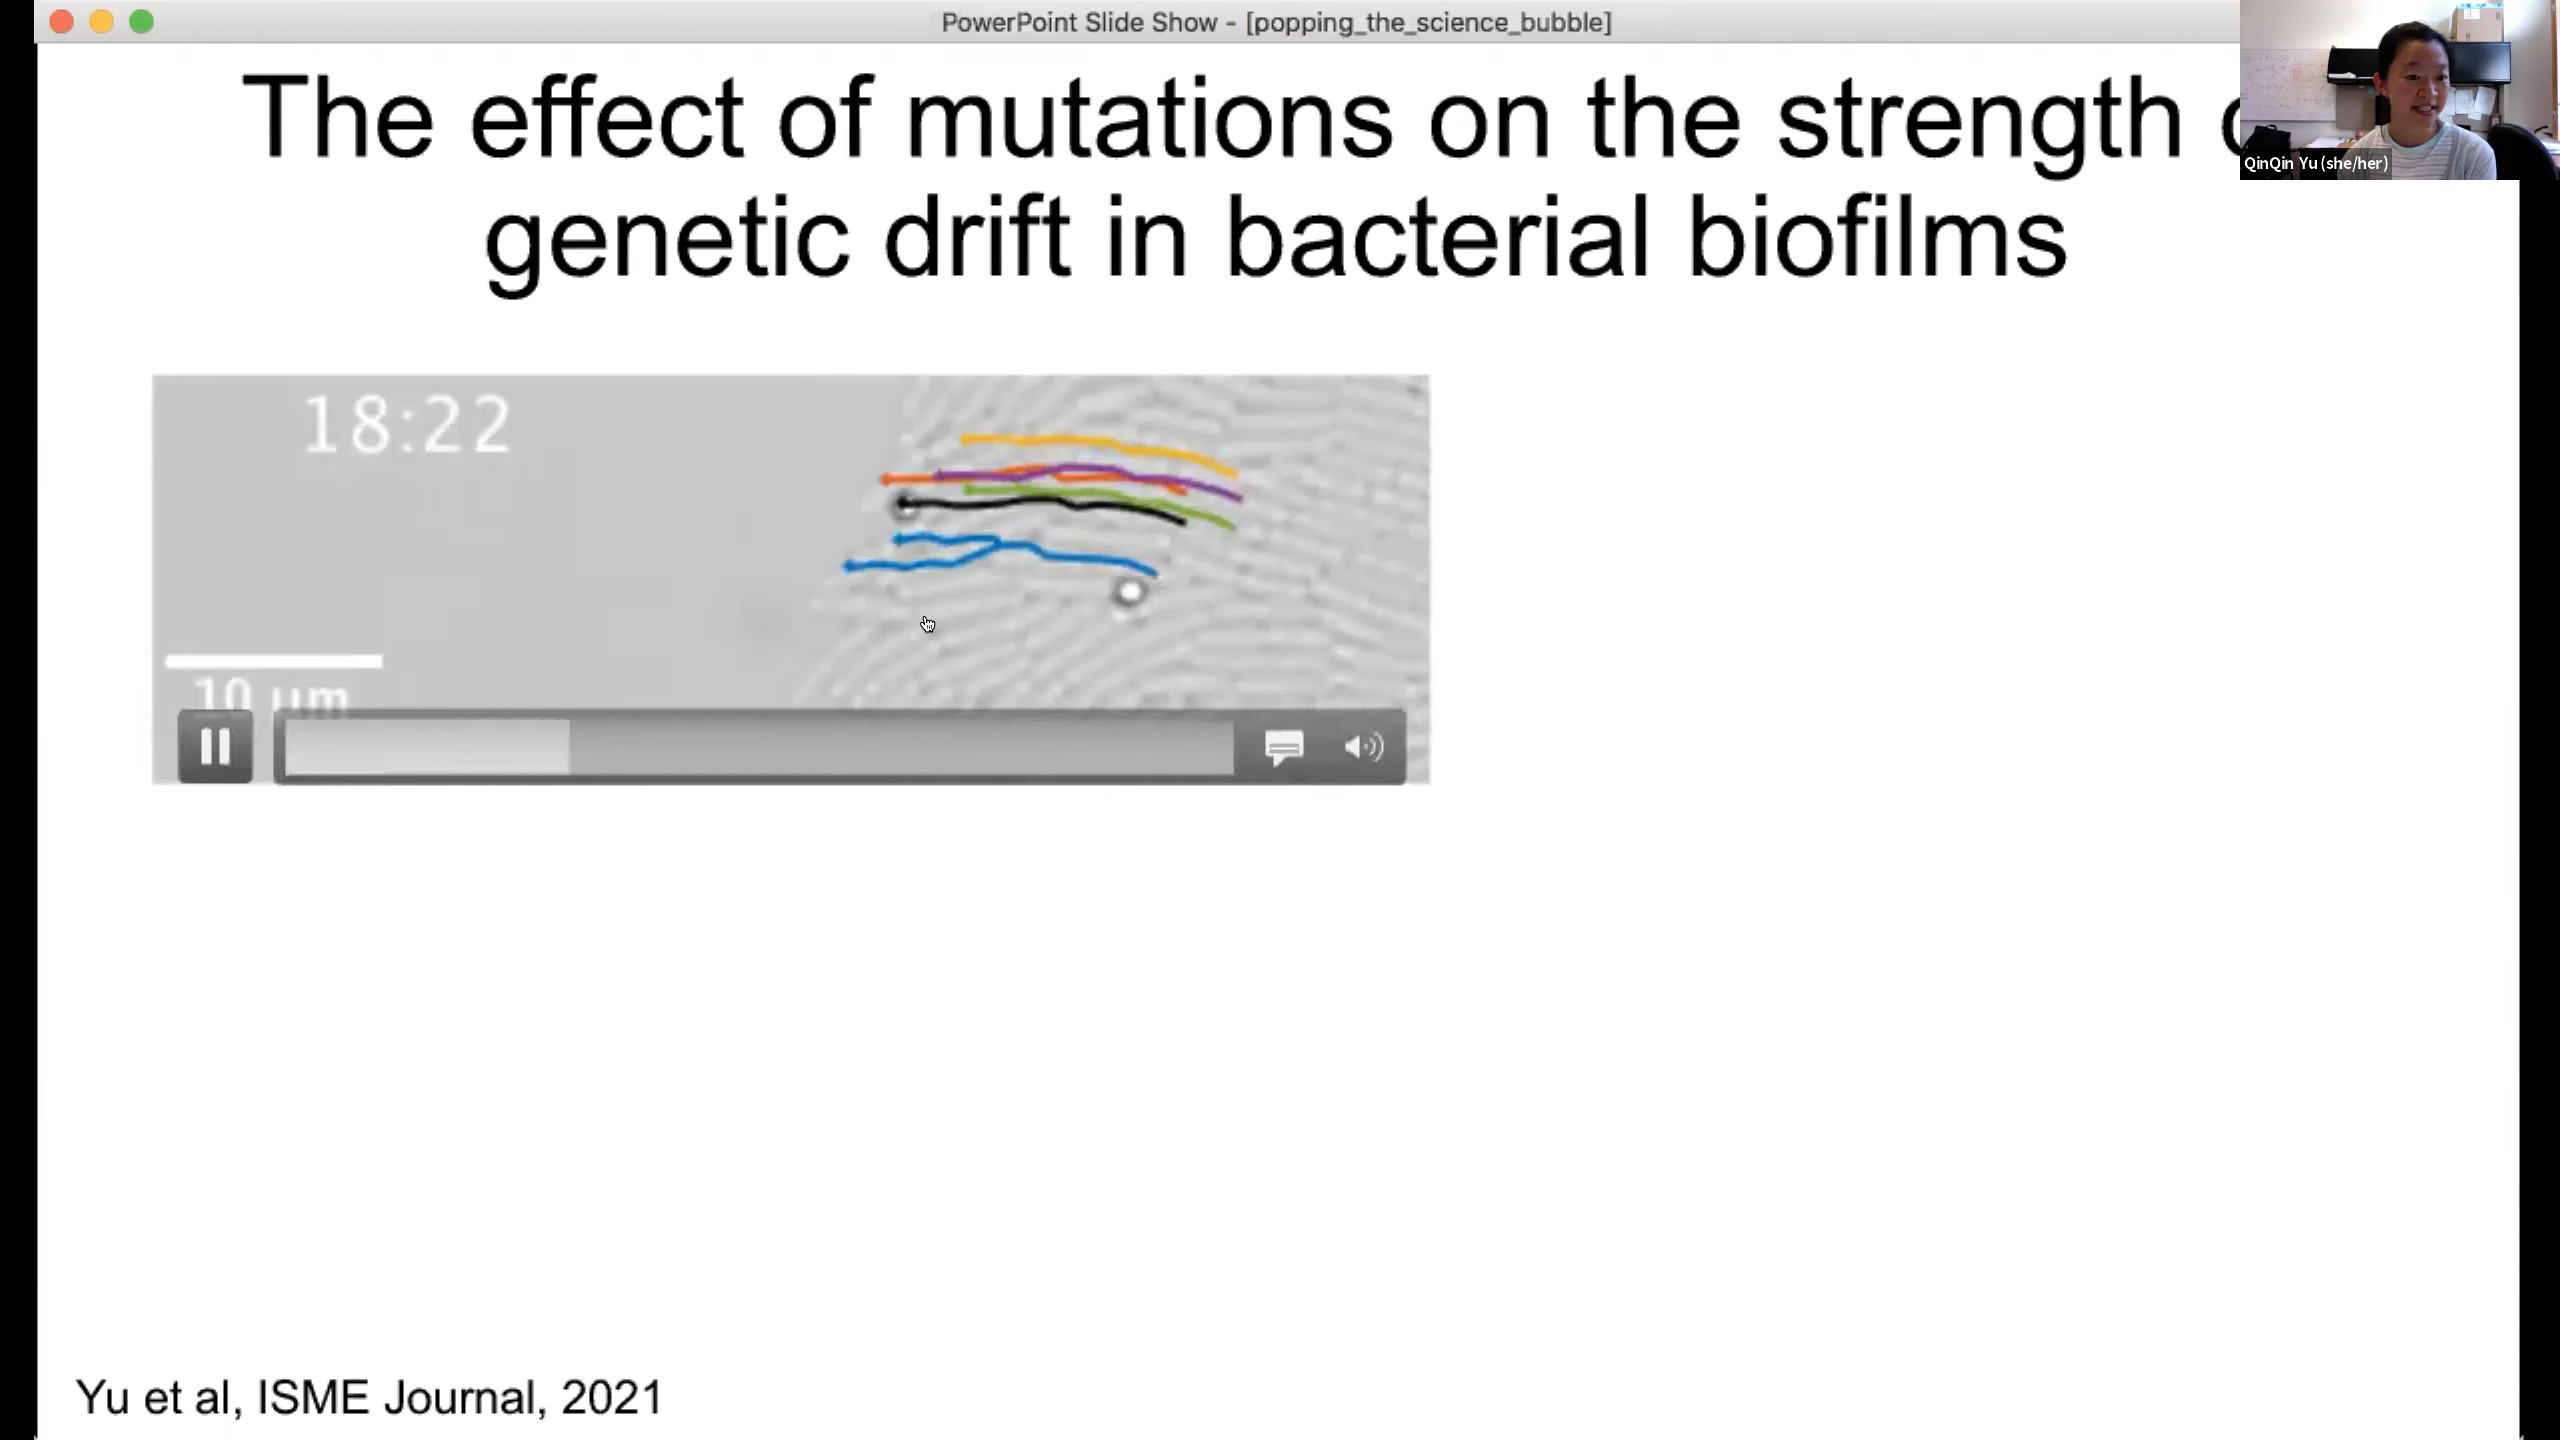 PowerPoint Slide Show - [popping_the_science_bubble]
The effect of mutations on the strength
genetic drift in bacterial biofilms
QinQin Yu (she/her)
18:22
10 μm
Yu et al, ISME Journal, 2021